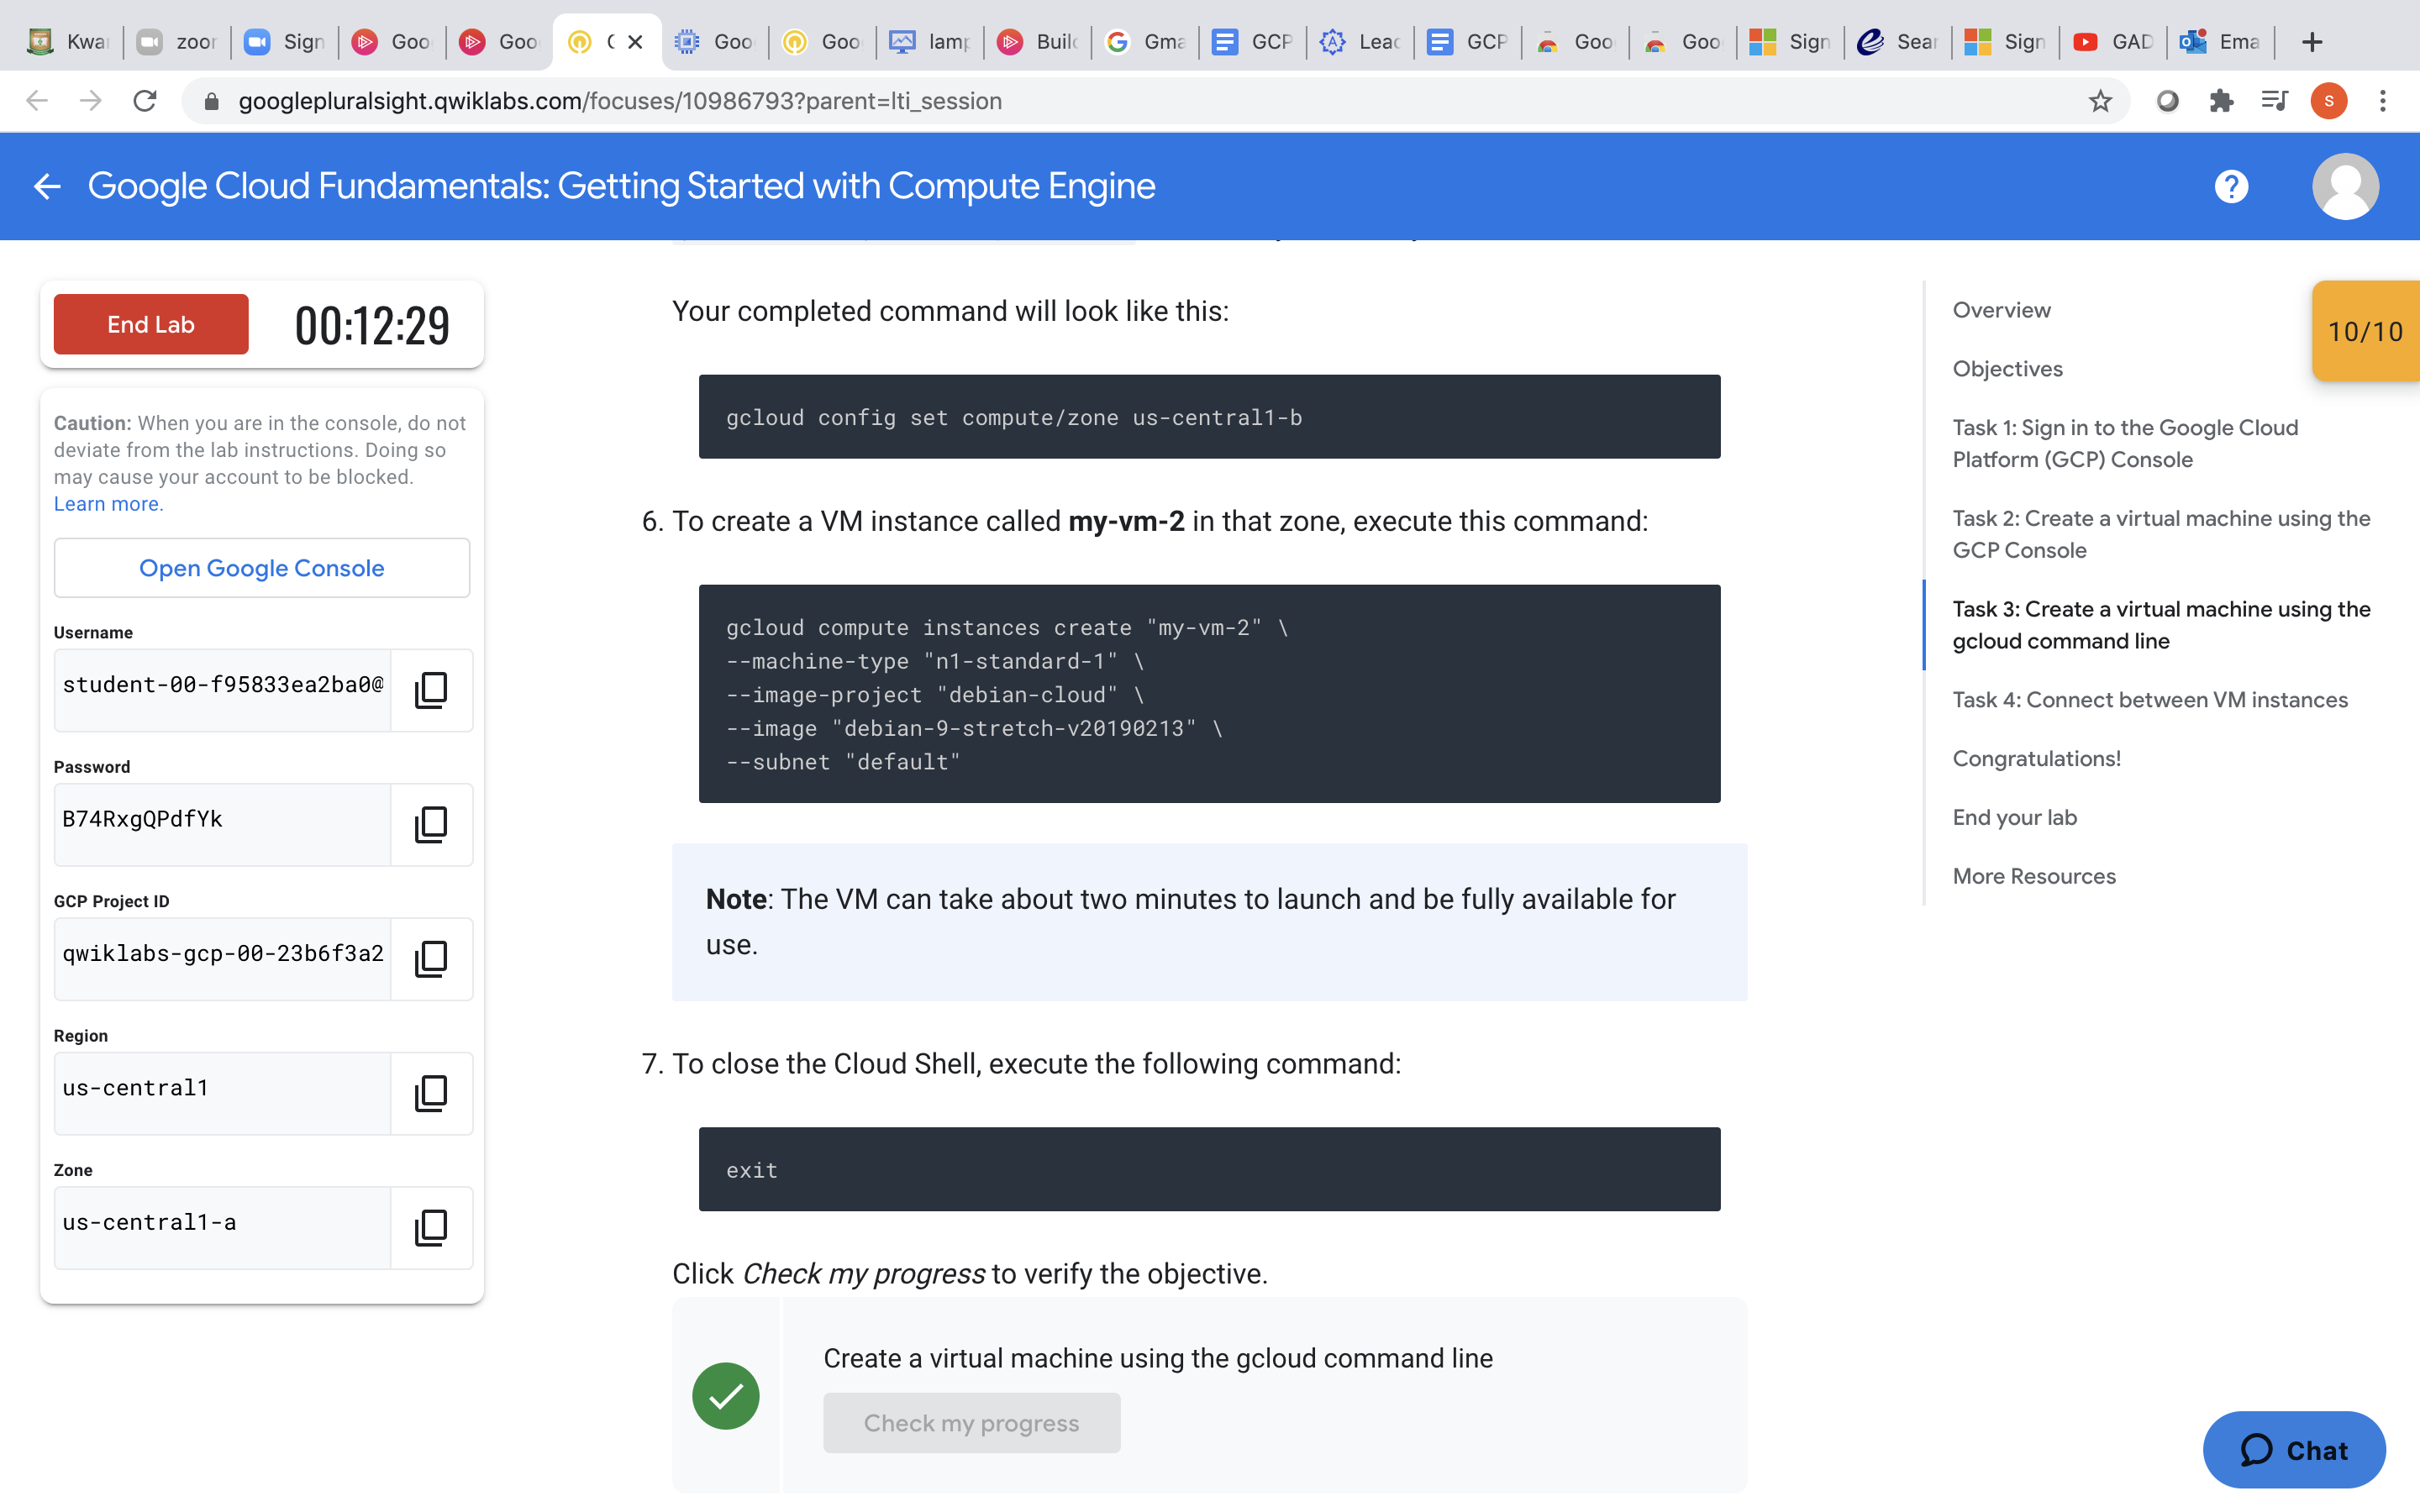 Kwa
zoor
Sign
Goo
Goo
Goo
Goo
lamp
Build
Gma
GCP
Leac
GCP
Goo
Goo
Sign
Sear
Sign
GAD
Ema
googlepluralsight.qwiklabs.com/focuses/10986793?parent=lti_session
S
Google Cloud Fundamentals: Getting Started with Compute Engine
?
End Lab
00:12:29
Caution: When you are in the console, do not
deviate from the lab instructions. Doing so
may cause your account to be blocked.
Learn more.
Open Google Console
Username
student-00-f95833ea2ba0@
Password
B74RxgQPdfYk
GCP Project ID
qwiklabs-gcp-00-23b6f3a2
Region
us-central1
Zone
us-central1-a
Your completed command will look like this:
gcloud config set compute/zone us-central1-b
6. To create a VM instance called my-vm-2 in that zone, execute this command:
gcloud compute instances create "my-vm-2" \
--machine-type "n1-standard-1" \
--image-project "debian-cloud" \
--image "debian-9-stretch-v20190213" \
--subnet "default"
Note: The VM can take about two minutes to launch and be fully available for
use.
7. To close the Cloud Shell, execute the following command:
exit
Click Check my progress to verify the objective.
Create a virtual machine using the gcloud command line
Check my progress
Overview
Objectives
Task 1: Sign in to the Google Cloud
Platform (GCP) Console
Task 2: Create a virtual machine using the
GCP Console
Task 3: Create a virtual machine using the
gcloud command line
Task 4: Connect between VM instances
Congratulations!
End your lab
More Resources
10/10
Chat